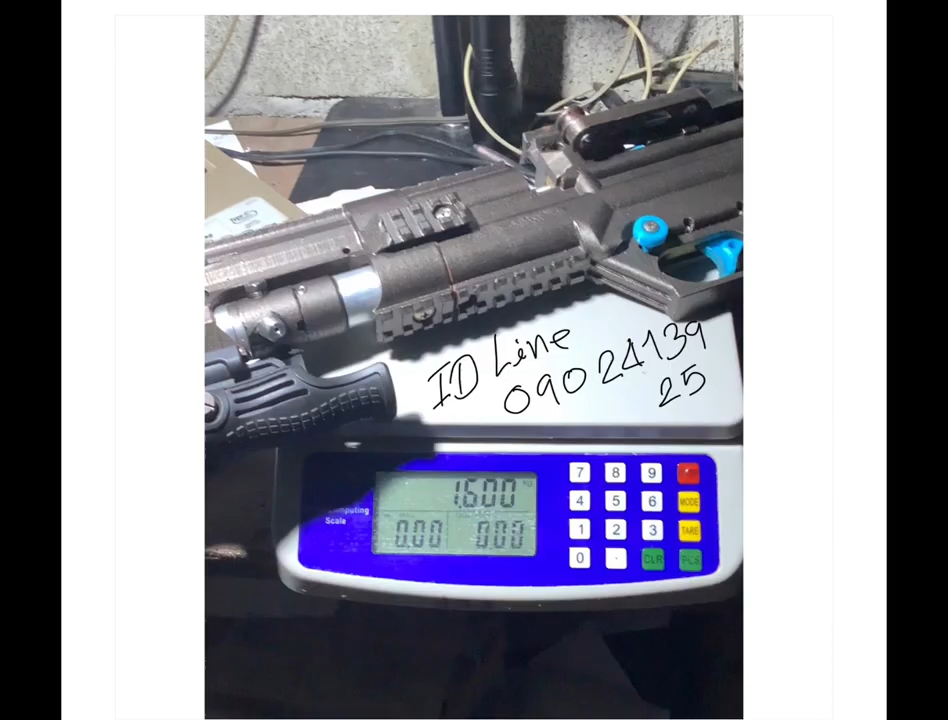 ID Line
09024139
25
1.600
KG
Computing
Scale
0.00
0.00
7 8 9
4 5 6 MODE
1 2 3 TARE
0 . CLR PCS